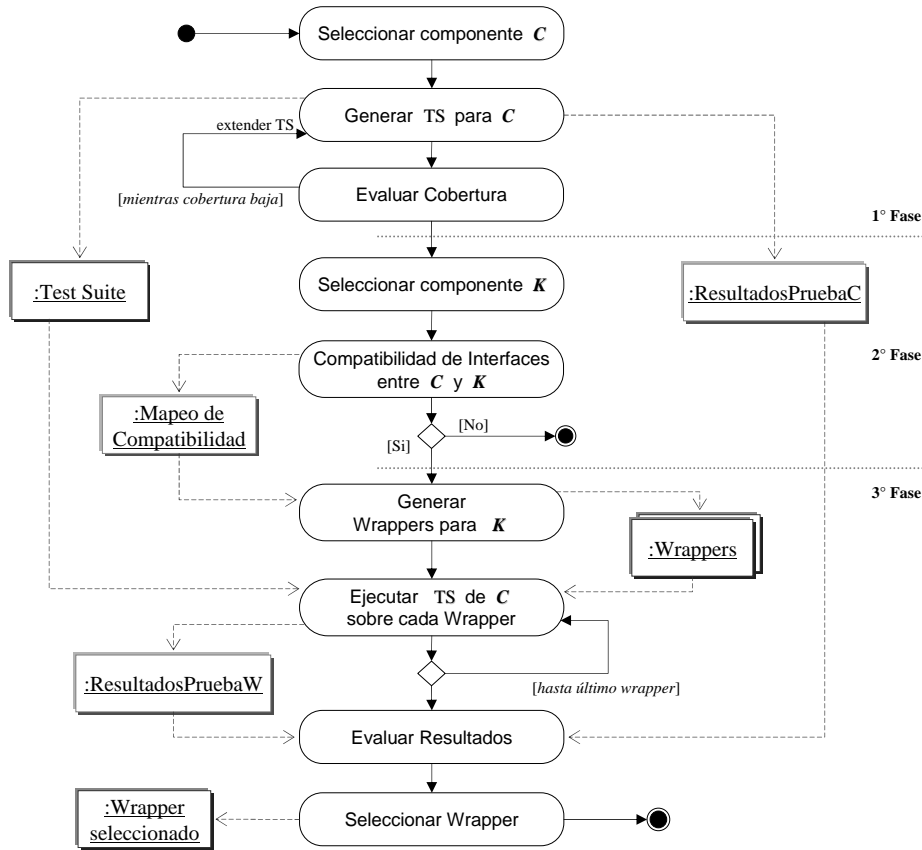 Seleccionar componente C
Generar TS para C
extender TS
Evaluar Cobertura
[mientras cobertura baja]
1° Fase
:Test Suite
Seleccionar componente K
:ResultadosPruebaC
Compatibilidad de Interfaces
entre C y K
2° Fase
:Mapeo de
Compatibilidad
[No]
[Si]
3° Fase
Generar
Wrappers para K
:Wrappers
Ejecutar TS de C
sobre cada Wrapper
:ResultadosPruebaW
[hasta último wrapper]
Evaluar Resultados
:Wrapper
seleccionado
Seleccionar Wrapper